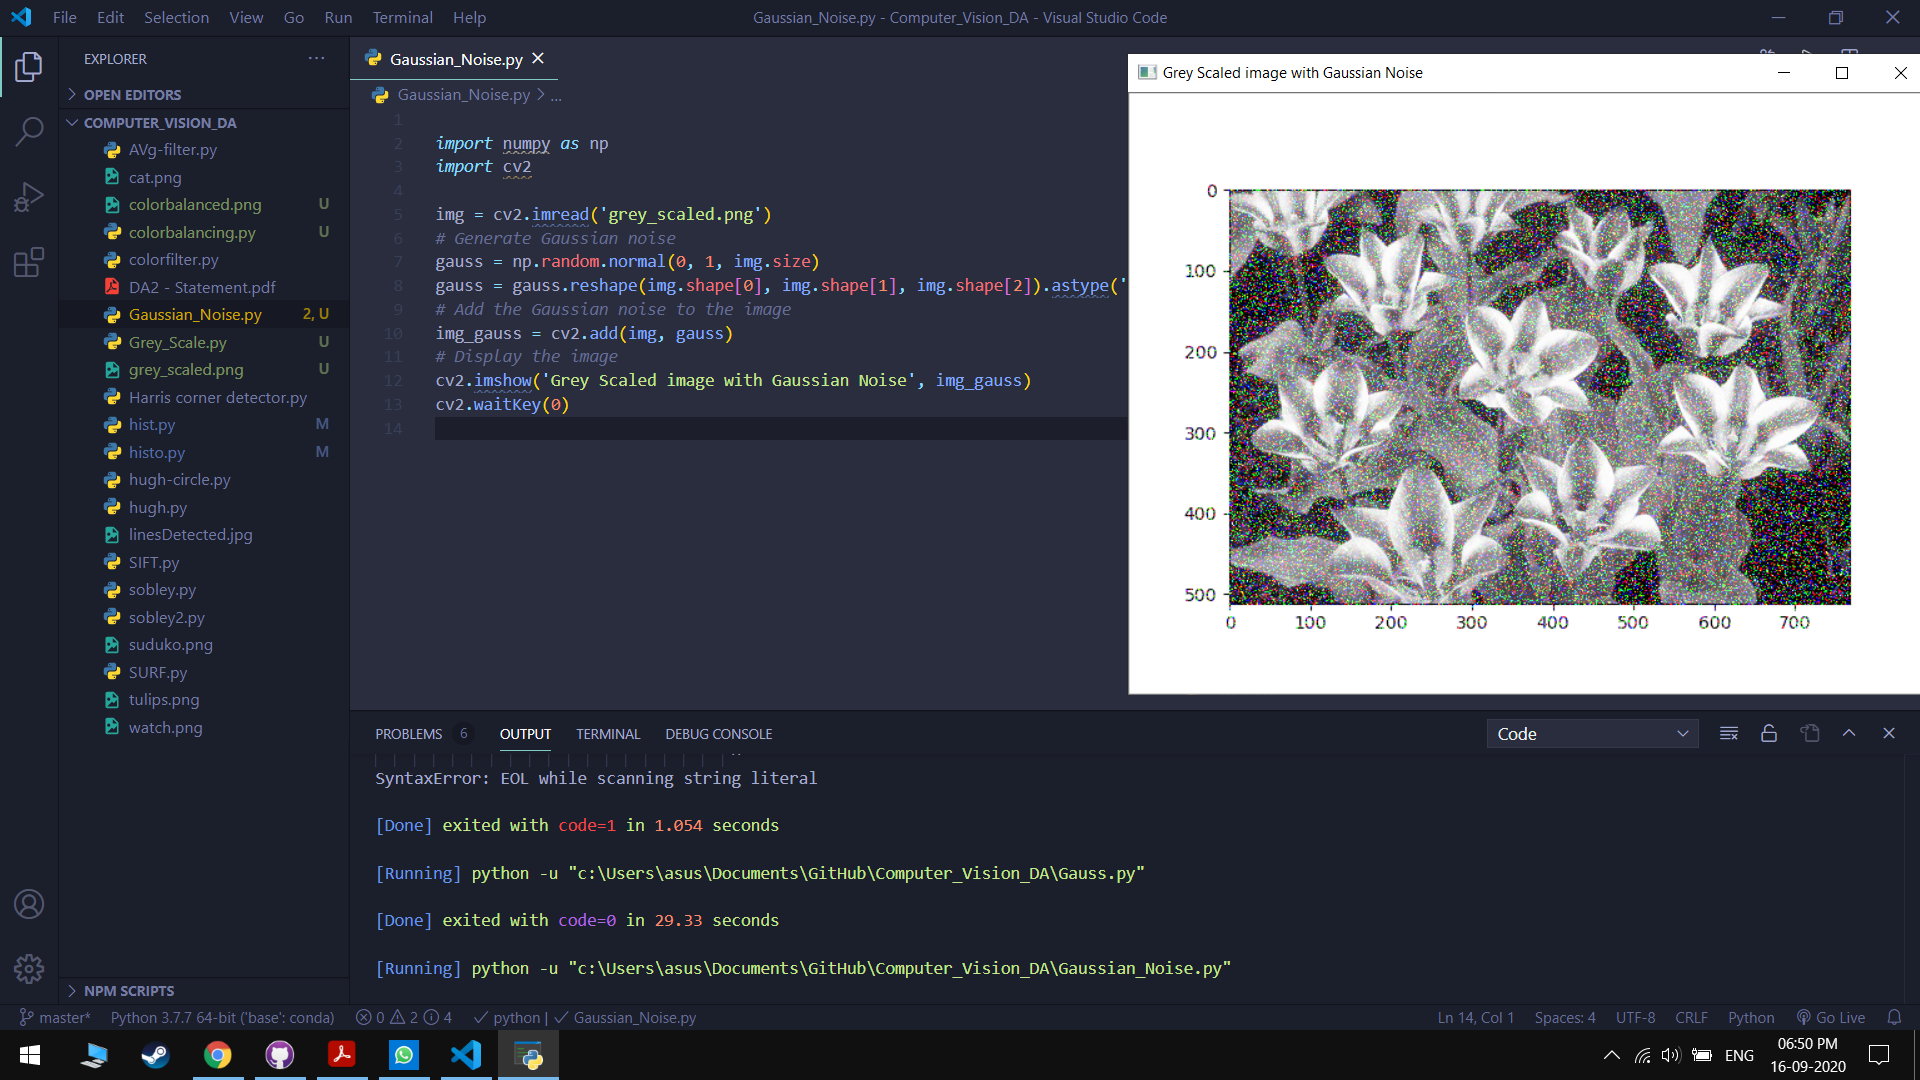 File Edit Selection View Go Run Terminal Help
Gaussian_Noise.py - Computer_Vision_DA - Visual Studio Code
EXPLORER
OPEN EDITORS
COMPUTER_VISION_DA
AVg-filter.py
cat.png
colorbalanced.png U
colorbalancing.py U
colorfilter.py
DA2 - Statement.pdf
Gaussian_Noise.py 2, U
Grey_Scale.py U
grey_scaled.png U
Harris corner detector.py
hist.py M
histo.py M
hugh-circle.py
hugh.py
linesDetected.jpg
SIFT.py
sobley.py
sobley2.py
suduko.png
SURF.py
tulips.png
watch.png
NPM SCRIPTS
Gaussian_Noise.py
Gaussian_Noise.py > ...
1
2 import numpy as np
3 import cv2
4
5 img = cv2.imread('grey_scaled.png')
6 # Generate Gaussian noise
7 gauss = np.random.normal(0, 1, img.size)
8 gauss = gauss.reshape(img.shape[0], img.shape[1], img.shape[2]).astype('
9 # Add the Gaussian noise to the image
10 img_gauss = cv2.add(img, gauss)
11 # Display the image
12 cv2.imshow('Grey Scaled image with Gaussian Noise', img_gauss)
13 cv2.waitKey(0)
14
Grey Scaled image with Gaussian Noise
0
100
200
300
400
500
0 100 200 300 400 500 600 700
PROBLEMS 6 OUTPUT TERMINAL DEBUG CONSOLE
Code
SyntaxError: EOL while scanning string literal
[Done] exited with code=1 in 1.054 seconds
[Running] python -u "c:\Users\asus\Documents\GitHub\Computer_Vision_DA\Gauss.py"
[Done] exited with code=0 in 29.33 seconds
[Running] python -u "c:\Users\asus\Documents\GitHub\Computer_Vision_DA\Gaussian_Noise.py"
master* Python 3.7.7 64-bit ('base': conda) 0 2 4 python | Gaussian_Noise.py
Ln 14, Col 1 Spaces: 4 UTF-8 CRLF Python Go Live
ENG
06:50 PM
16-09-2020